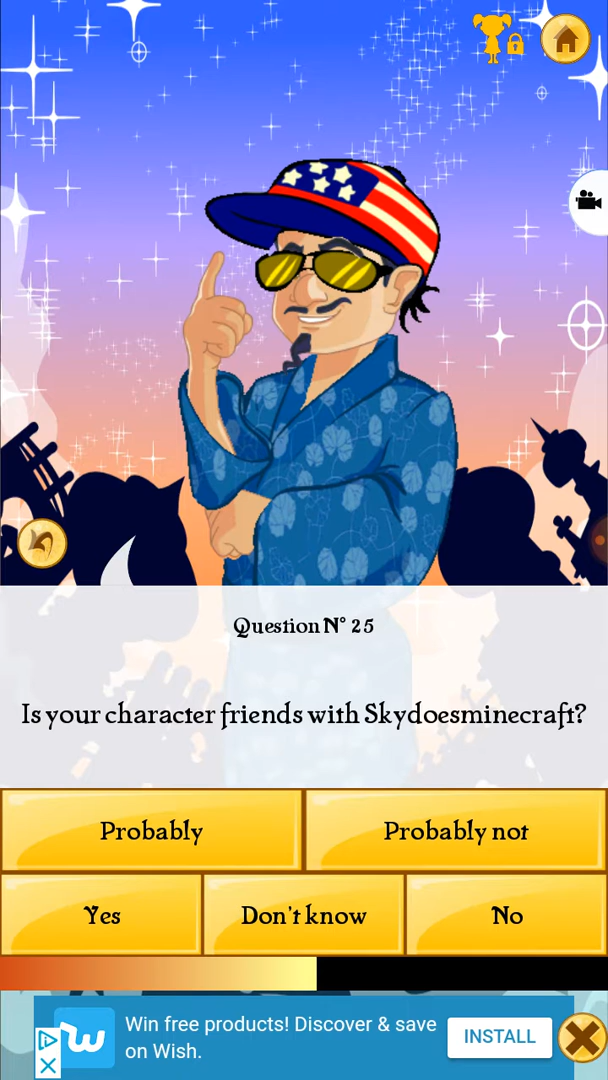 Question N° 25
Is your character friends with Skydoesminecraft?
Probably
Probably not
Yes
Don't know
No
Win free products! Discover & save
on Wish.
INSTALL